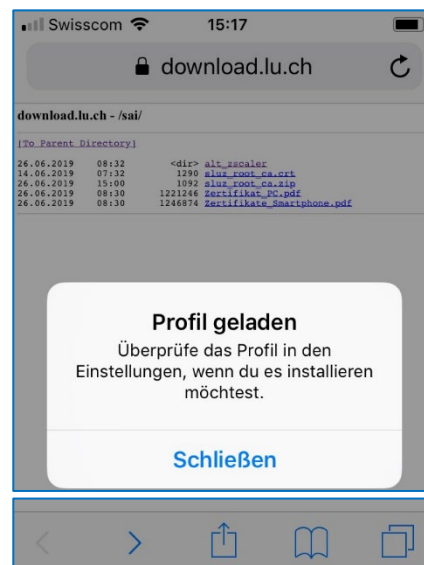 Swisscom 15:17
download.lu.ch
download.lu.ch - /sai/
[To Parent Directory]
26.06.2019 08:32 <dir> alt_zscaler
14.06.2019 07:32 1290 sluz_root_ca.crt
26.06.2019 15:00 1092 sluz_root_ca.zip
26.06.2019 08:30 1221246 Zertifikat_PC.pdf
26.06.2019 08:30 1246874 Zertifikate_Smartphone.pdf
Profil geladen
Überprüfe das Profil in den
Einstellungen, wenn du es installieren
möchtest.
Schließen